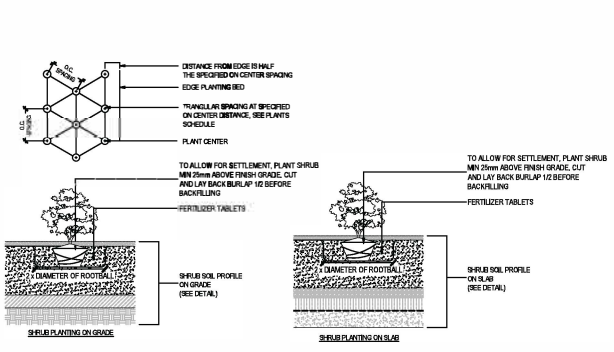 O.C.
SPACING
O.C.
SPACING
DISTANCE FROM EDGE IS HALF
THE SPECIFIED ON CENTER SPACING
EDGE PLANTING BED
TRANGULAR SPACING AT SPECIFIED
ON CENTER DISTANCE, SEE PLANTS
SCHEDULE
PLANT CENTER
TO ALLOW FOR SETTLEMENT, PLANT SHRUB
MIN 25mm ABOVE FINISH GRADE, CUT
AND LAY BACK BURLAP 1/2 BEFORE
BACKFILLING
FERTILIZER TABLETS
x DIAMETER OF ROOTBALL
SHRUB SOIL PROFILE
ON GRADE
(SEE DETAIL)
SHRUB PLANTING ON GRADE
TO ALLOW FOR SETTLEMENT, PLANT SHRUB
MIN 25mm ABOVE FINISH GRADE, CUT
AND LAY BACK BURLAP 1/2 BEFORE
BACKFILLING
FERTILIZER TABLETS
x DIAMETER OF ROOTBALL
SHRUB SOIL PROFILE
ON SLAB
(SEE DETAIL)
SHRUB PLANTING ON SLAB